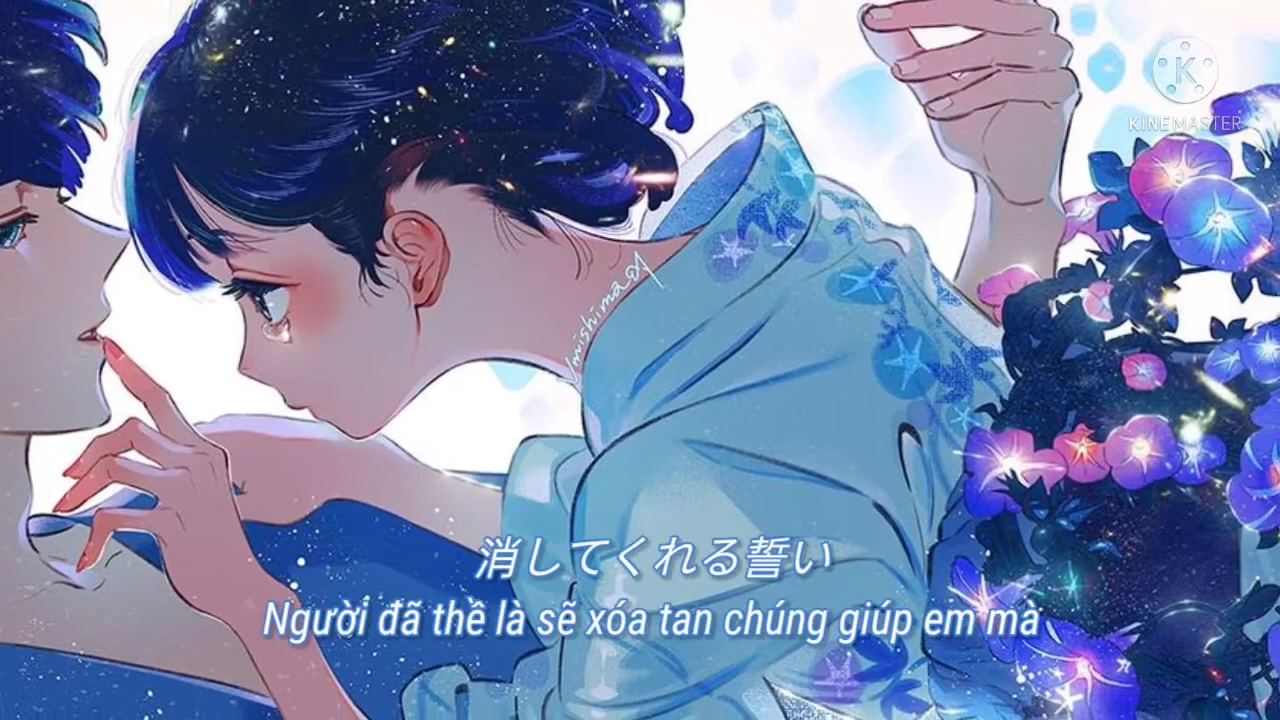 KINEMASTER
消してくれる誓い
Người đã thề là sẽ xóa tan chúng giúp em mà